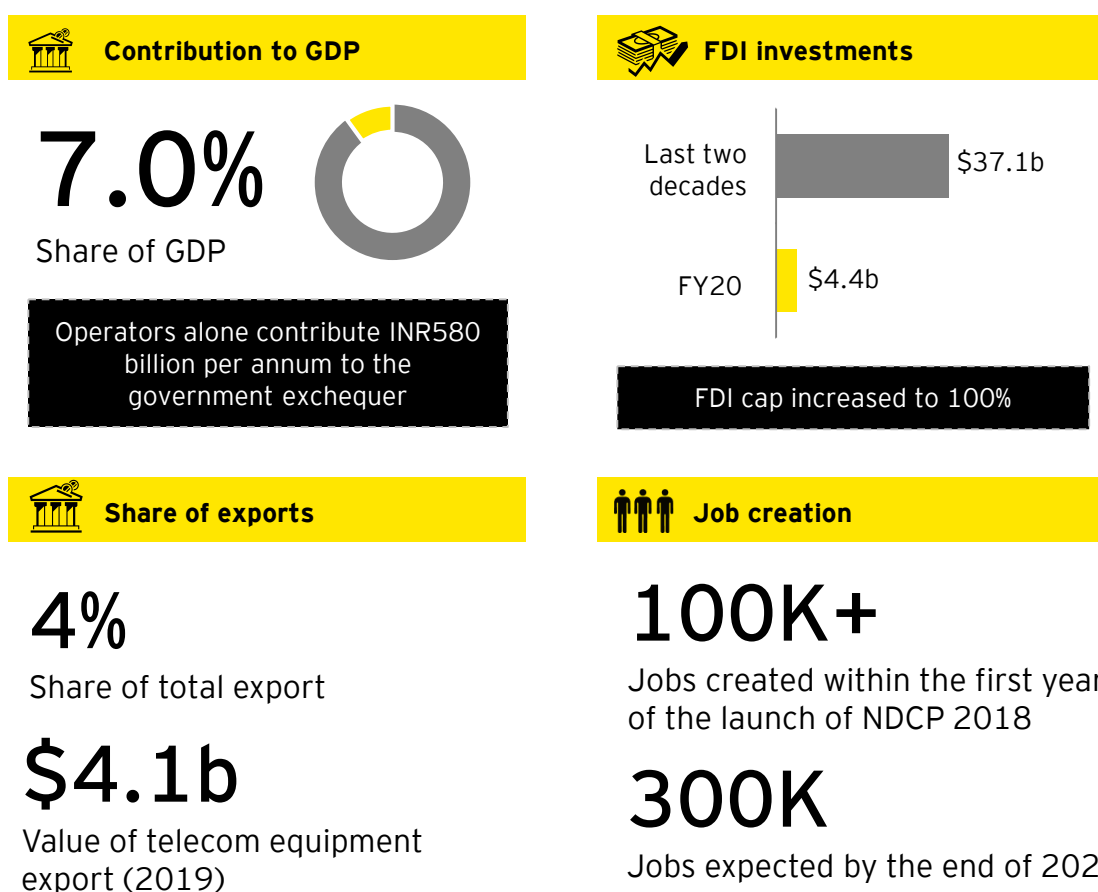 Contribution to GDP
7.0%
Share of GDP
Operators alone contribute INR580
billion per annum to the
government exchequer
FDI investments
Last two
decades
$37.1b
FY20
$4.4b
FDI cap increased to 100%
Share of exports
4%
Share of total export
$4.1b
Value of telecom equipment
export (2019)
Job creation
100K+
Jobs created within the first year
of the launch of NDCP 2018
300K
Jobs expected by the end of